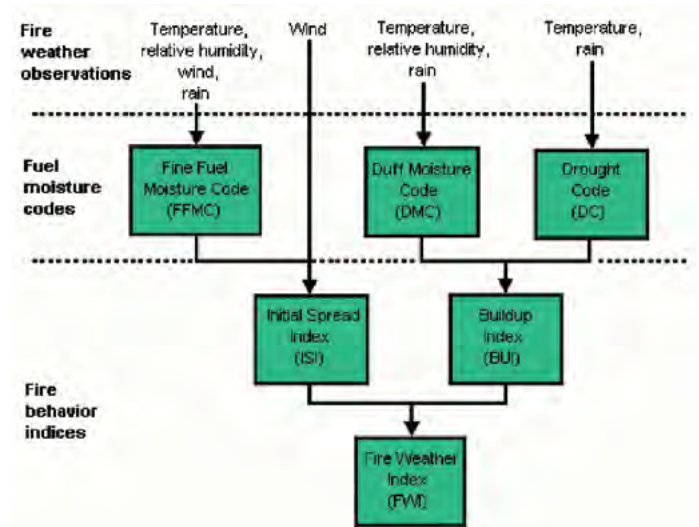 Fire
weather
observations
Temperature,
relative humidity,
wind,
rain
Wind
Temperature,
relative humidity,
rain
Temperature,
rain
Fuel
moisture
codes
Fine Fuel
Moisture Code
(FFMC)
Duff Moisture
Code
(DMC)
Drought
Code
(DC)
Fire
behavior
indices
Initial Spread
Index
(ISI)
Buildup
Index
(BUI)
Fire Weather
Index
(FWI)